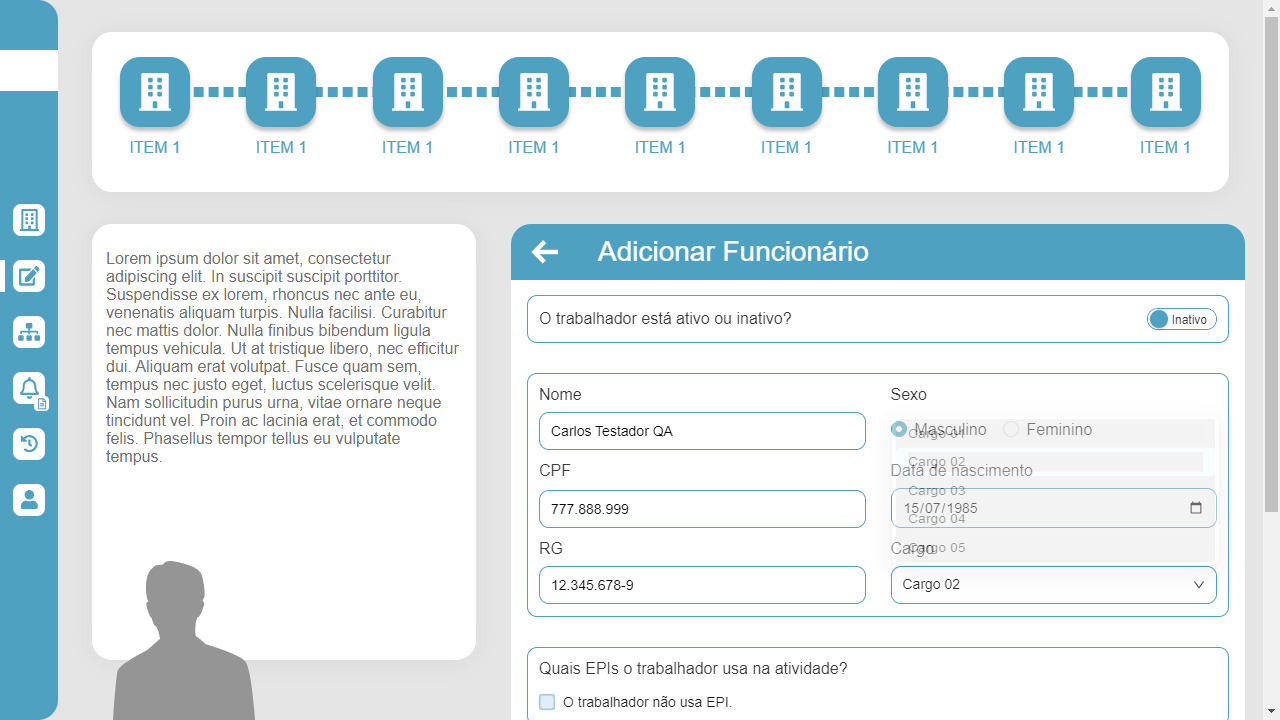 ITEM 1 ITEM 1 ITEM 1 ITEM 1 ITEM 1 ITEM 1 ITEM 1 ITEM 1 ITEM 1
Lorem ipsum dolor sit amet, consectetur
adipiscing elit. In suscipit suscipit porttitor.
Suspendisse ex lorem, rhoncus nec ante eu,
venenatis aliquam turpis. Nulla facilisi. Curabitur
nec mattis dolor. Nulla finibus bibendum ligula
tempus vehicula. Ut at tristique libero, nec efficitur
dui. Aliquam erat volutpat. Fusce quam sem,
tempus nec justo eget, luctus scelerisque velit.
Nam sollicitudin purus urna, vitae ornare neque
tincidunt vel. Proin ac lacinia erat, et commodo
felis. Phasellus tempor tellus eu vulputate
tempus.
Adicionar Funcionário
O trabalhador está ativo ou inativo?
Inativo
Nome
Carlos Testador QA
CPF
777.888.999
RG
12.345.678-9
Sexo
Masculino Feminino
Cargo 01
Cargo 02
Data de nascimento
Cargo 03
15/07/1985
Cargo 04
Cargo 05
Cargo
Cargo 02
Quais EPIs o trabalhador usa na atividade?
O trabalhador não usa EPI.